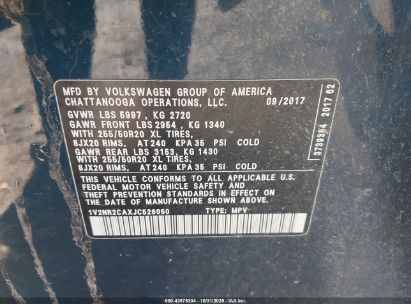 MFD BY VOLKSWAGEN GROUP OF AMERICA
CHATTANOOGA OPERATIONS, LLC. 09/2017
GVWR LBS 5997 , KG 2720
GAWR FRONT LBS 2954 , KG 1340
WITH 255/50R20 XL TIRES,
8JX20 RIMS, AT 240 KPA 35 PSI COLD
GAWR REAR LBS 3153, KG 1430
WITH 255/50R20 XL TIRES,
8JX20 RIMS, AT 240 KPA 35 PSI COLD
THIS VEHICLE CONFORMS TO ALL APPLICABLE U.S.
FEDERAL MOTOR VEHICLE SAFETY AND THEFT
PREVENTION STANDARDS IN EFFECT ON THE
DATE OF MANUFACTURE SHOWN ABOVE.
1V2NR2CAXJC526050 TYPE: MPV
3739384 2017 62